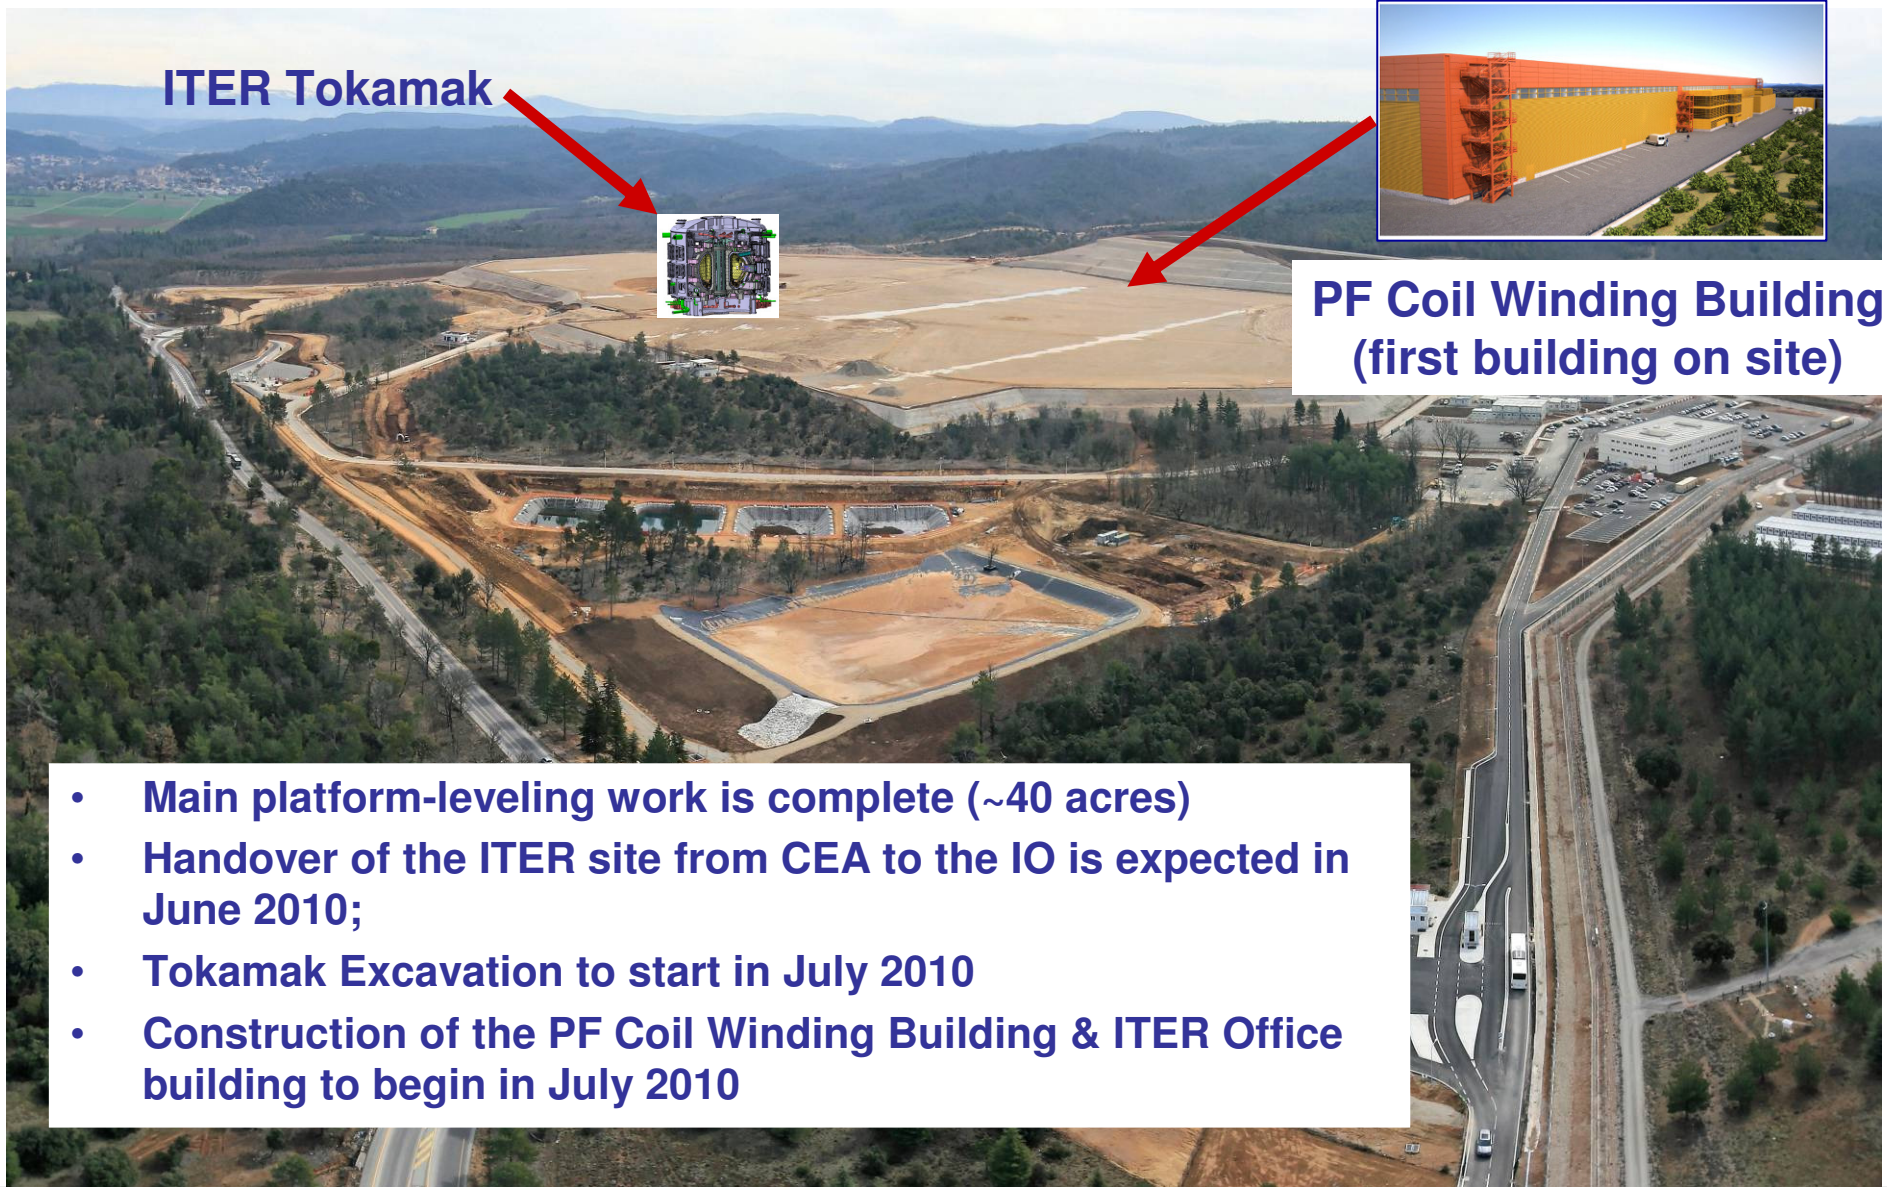 ITER Tokamak
PF Coil Winding Building
(first building on site)
• Main platform-leveling work is complete (~40 acres)
• Handover of the ITER site from CEA to the IO is expected in
June 2010;
• Tokamak Excavation to start in July 2010
• Construction of the PF Coil Winding Building & ITER Office
building to begin in July 2010